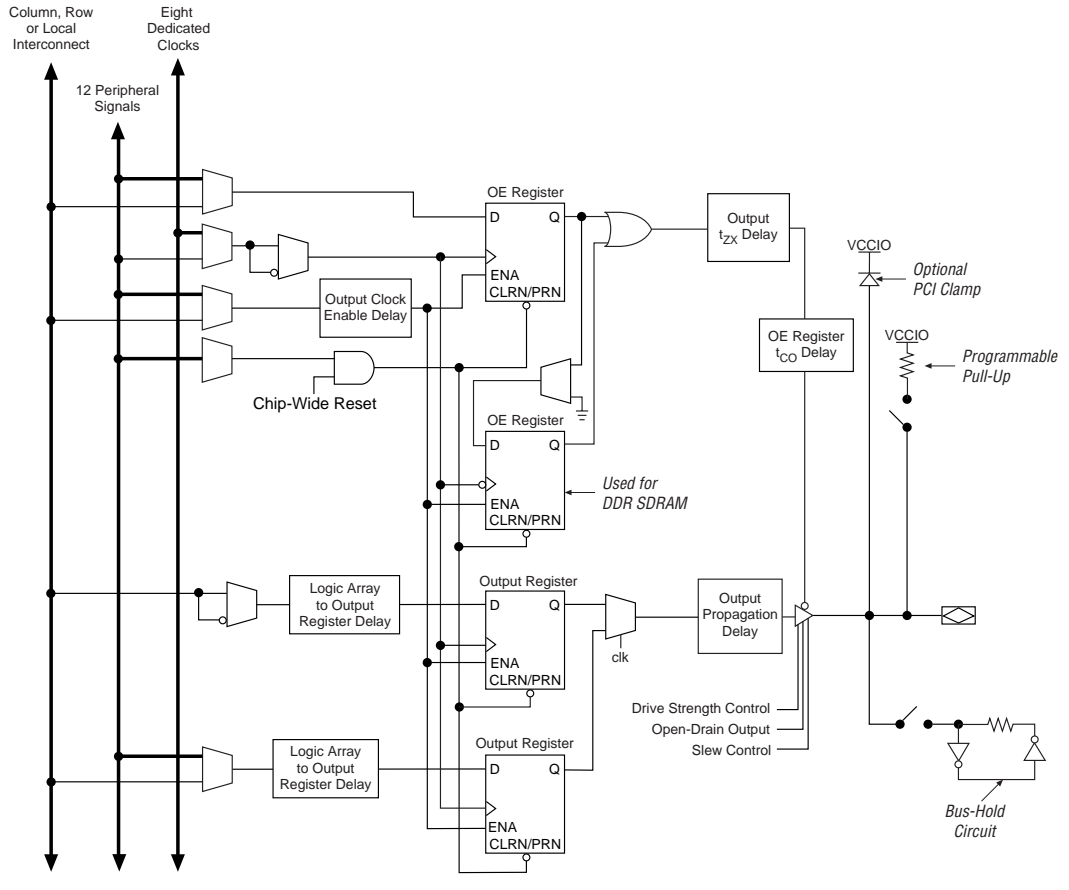 Column, Row
or Local
Interconnect
Eight
Dedicated
Clocks
12 Peripheral
Signals
OE Register
D
Q
ENA
CLRN/PRN
Output
tZX Delay
VCCIO
Optional
PCI Clamp
Output Clock
Enable Delay
OE Register
tCO Delay
VCCIO
Programmable
Pull-Up
Chip-Wide Reset
OE Register
D
Q
ENA
CLRN/PRN
Used for
DDR SDRAM
Logic Array
to Output
Register Delay
Output Register
D
Q
ENA
CLRN/PRN
clk
Output
Propagation
Delay
Drive Strength Control
Open-Drain Output
Slew Control
Logic Array
to Output
Register Delay
Output Register
D
Q
ENA
CLRN/PRN
Bus-Hold
Circuit